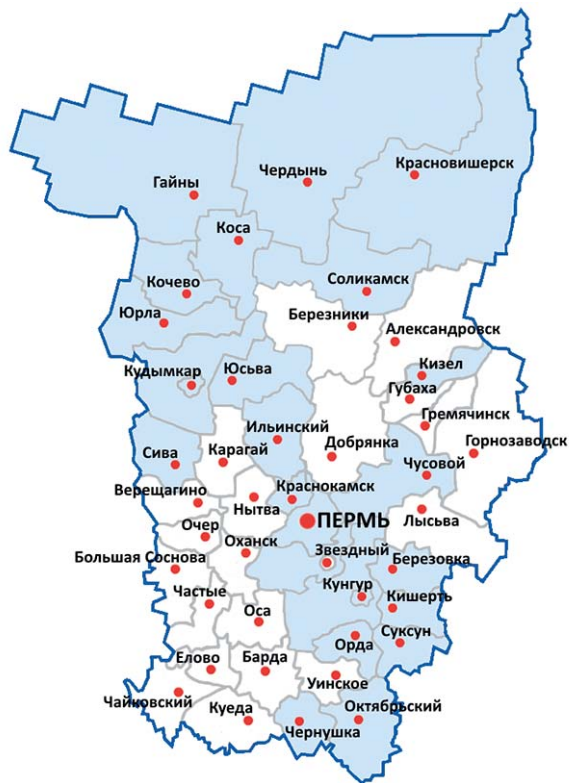 Красновишерск
Чердынь
Гайны
Коса
Соликамск
Кочево
Юрла
Березники
Александровск
Кизел
Кудымкар
Юсьва
Губаха
Гремячинск
Ильинский
Добрянка
Горнозаводск
Сива
Карагай
Чусовой
Краснокамск
Верещагино
Нытва
ПЕРМЬ
Лысьва
Очер
Оханск
Звездный
Березовка
Большая Соснова
Кунгур
Кишерть
Частые
Оса
Орда
Суксун
Елово
Барда
Уинское
Чайковский
Куеда
Октябрьский
Чернушка